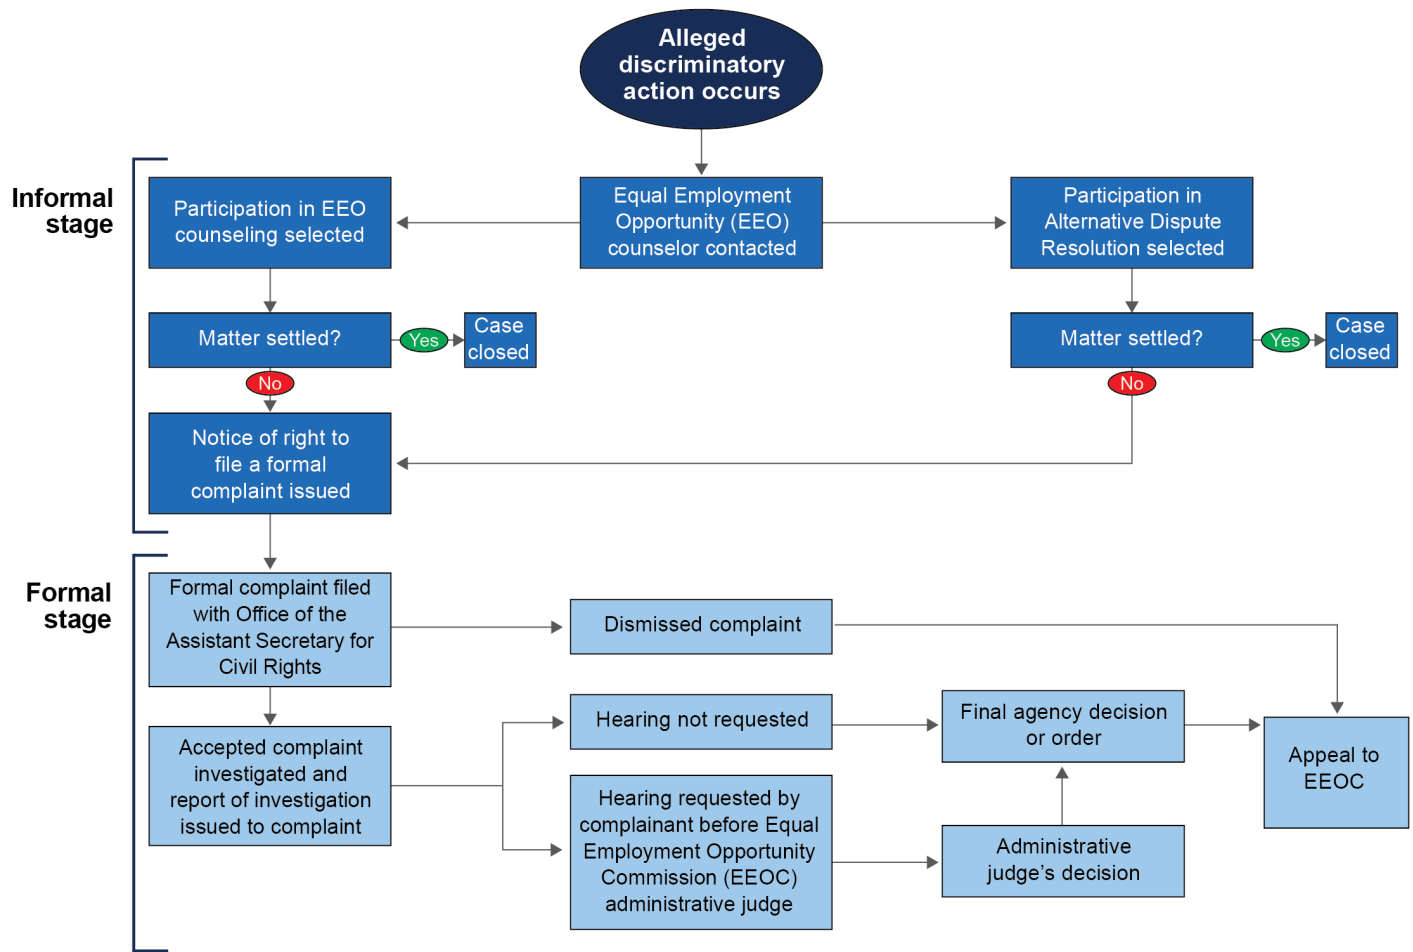 Alleged
discriminatory
action occurs
Informal
stage
Participation in EEO
counseling selected
Equal Employment
Opportunity (EEO)
counselor contacted
Participation in
Alternative Dispute
Resolution selected
Matter settled?
Yes
Case
closed
Matter settled?
Yes
Case
closed
No
No
Notice of right to
file a formal
complaint issued
Formal
stage
Formal complaint filed
with Office of the
Assistant Secretary for
Civil Rights
Dismissed complaint
Accepted complaint
investigated and
report of investigation
issued to complaint
Hearing not requested
Final agency decision
or order
Appeal to
EEOC
Hearing requested by
complainant before Equal
Employment Opportunity
Commission (EEOC)
administrative judge
Administrative
judge’s decision